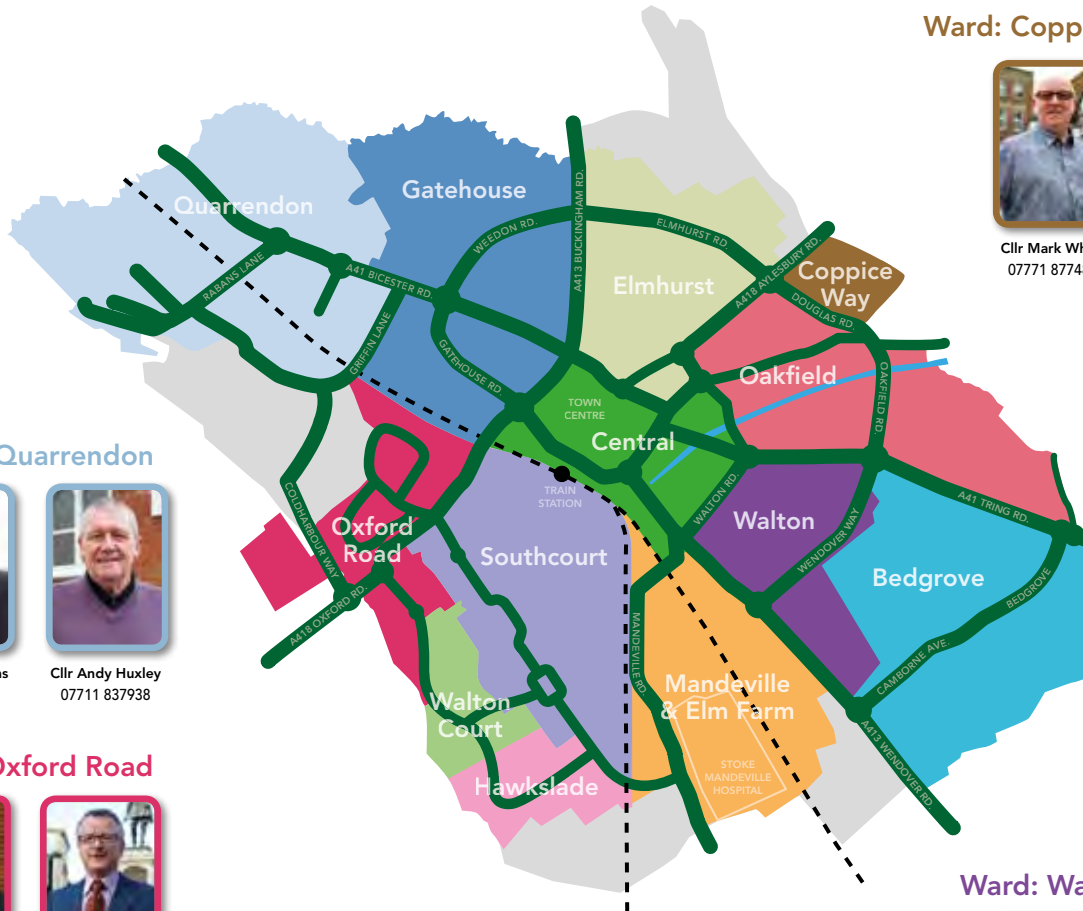 Ward: Copp
Cllr Mark Wh
07771 8774
Quarrendon
Gatehouse
WEEDON RD.
A413 BUCKINGHAM RD.
ELMHURST RD.
A418 AYLESBURY RD.
Coppice
Way
RABANS LANE
A41 BICESTER RD.
Elmhurst
DOUGLAS RD.
GRIFFIN LANE
GATEHOUSE RD.
Oakfield
OAKFIELD RD.
TOWN
CENTRE
Central
Quarrendon
COLDHARBOUR WAY
TRAIN
STATION
WALTON RD.
A41 TRING RD.
Oxford
Road
Southcourt
Walton
WENDOVER WAY
Bedgrove
BEDGROVE
A418 OXFORD RD.
MANDEVILLE RD.
CAMBORNE AVE.
ns
Cllr Andy Huxley
07711 837938
Walton
Court
Mandeville
& Elm Farm
A413 WENDOVER RD.
Hawkslade
STOKE
MANDEVILLE
HOSPITAL
Oxford Road
Ward: Wa